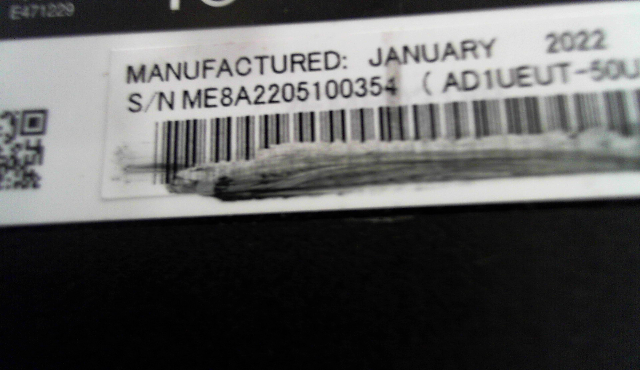 E471229
MANUFACTURED: JANUARY 2022
S/N ME8A2205100354 ( AD1UEUT-50U